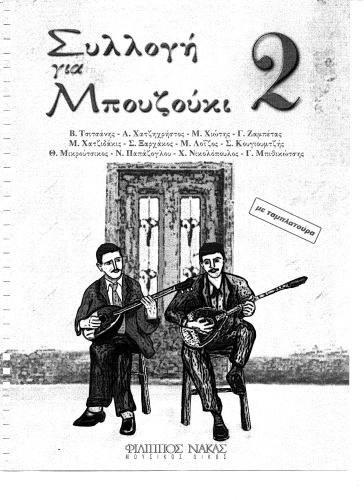 Συλλογή
για
Μπουζούκι 2
Β. Τσιτσάνης - Α. Χατζηχρήστος - Μ. Χιώτης - Γ. Ζαμπέτας
Μ. Χατζιδάκις - Σ. Ξαρχάκος - Μ. Λοΐζος - Σ. Κουγιουμτζής
Θ. Μικρούτσικος - Ν. Παπάζογλου - Χ. Νικολόπουλος - Γ. Μπιθικώτσης
με ταμπλατούρα
ΦΙΛΙΠΠΟΣ ΝΑΚΑΣ
ΜΟΥΣΙΚΟΣ ΟΙΚΟΣ